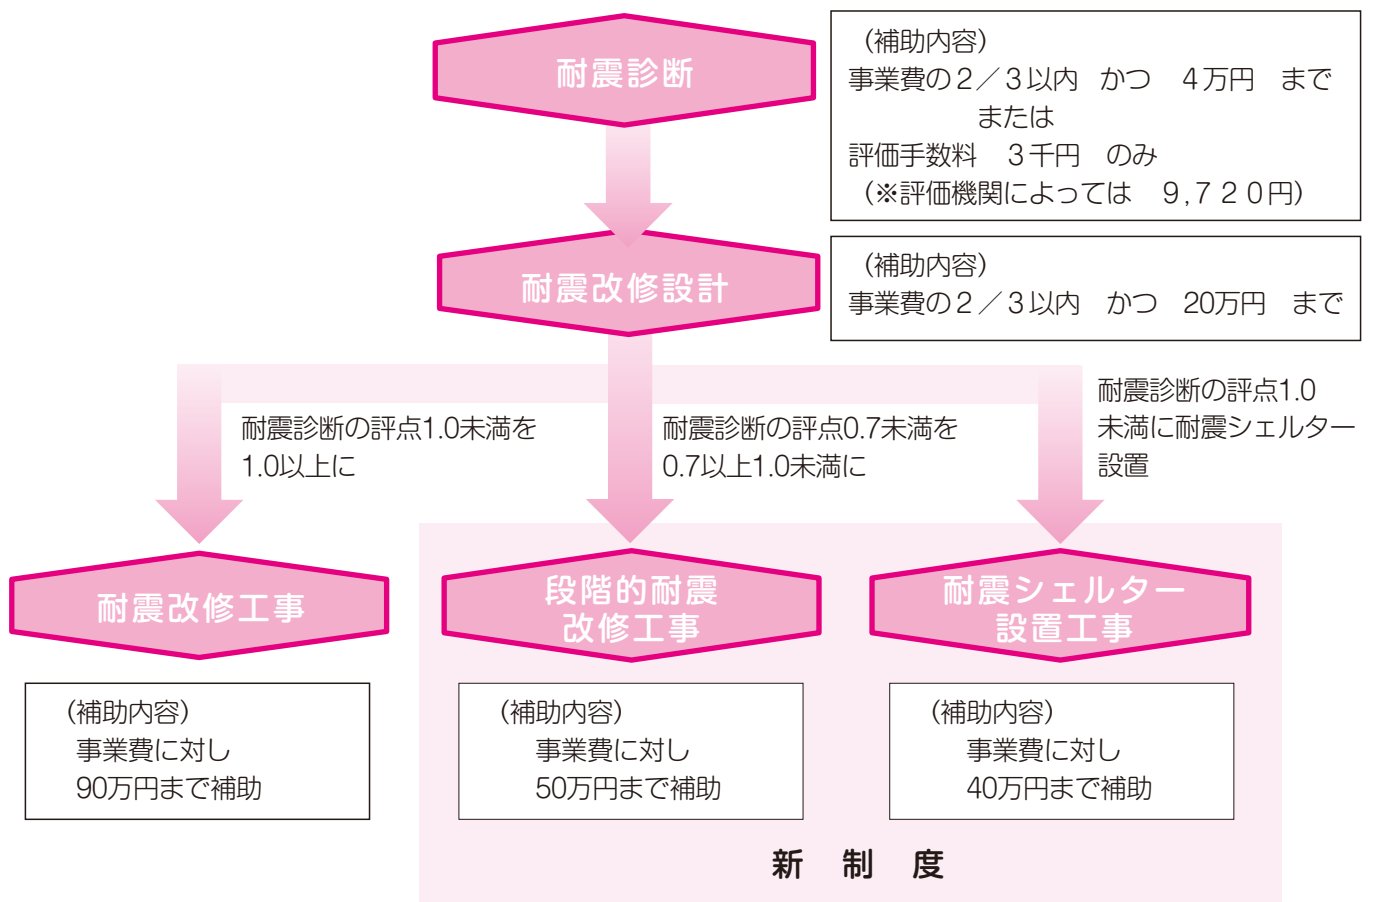 耐震診断
（補助内容）
事業費の２／３以内　かつ　４万円　まで
または
評価手数料　３千円　のみ
（※評価機関によっては　９,７２０円）
耐震改修設計
（補助内容）
事業費の２／３以内　かつ　20万円　まで
耐震診断の評点1.0未満を
1.0以上に
耐震診断の評点0.7未満を
0.7以上1.0未満に
耐震診断の評点1.0
未満に耐震シェルター
設置
耐震改修工事
（補助内容）
事業費に対し
90万円まで補助
段階的耐震
改修工事
（補助内容）
事業費に対し
50万円まで補助
耐震シェルター
設置工事
（補助内容）
事業費に対し
40万円まで補助
新　制　度